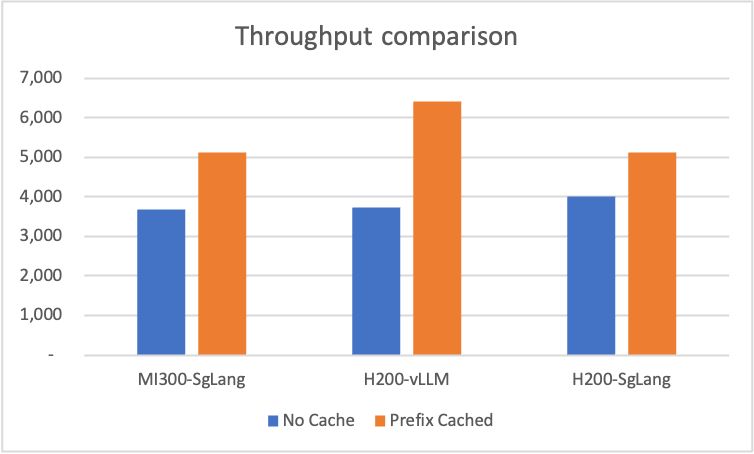 Throughput comparison
7,000
6,000
5,000
4,000
3,000
2,000
1,000
-
MI300-SgLang H200-vLLM H200-SgLang
No Cache Prefix Cached